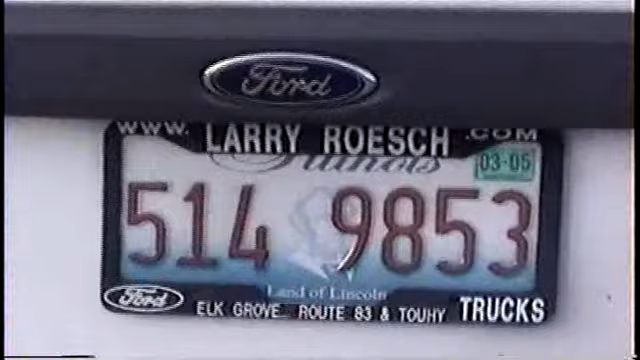 Ford
WWW. LARRY ROESCH .COM
Illinois
03-05
514 9853
Land of Lincoln
Ford ELK GROVE ROUTE 83 & TOUHY TRUCKS